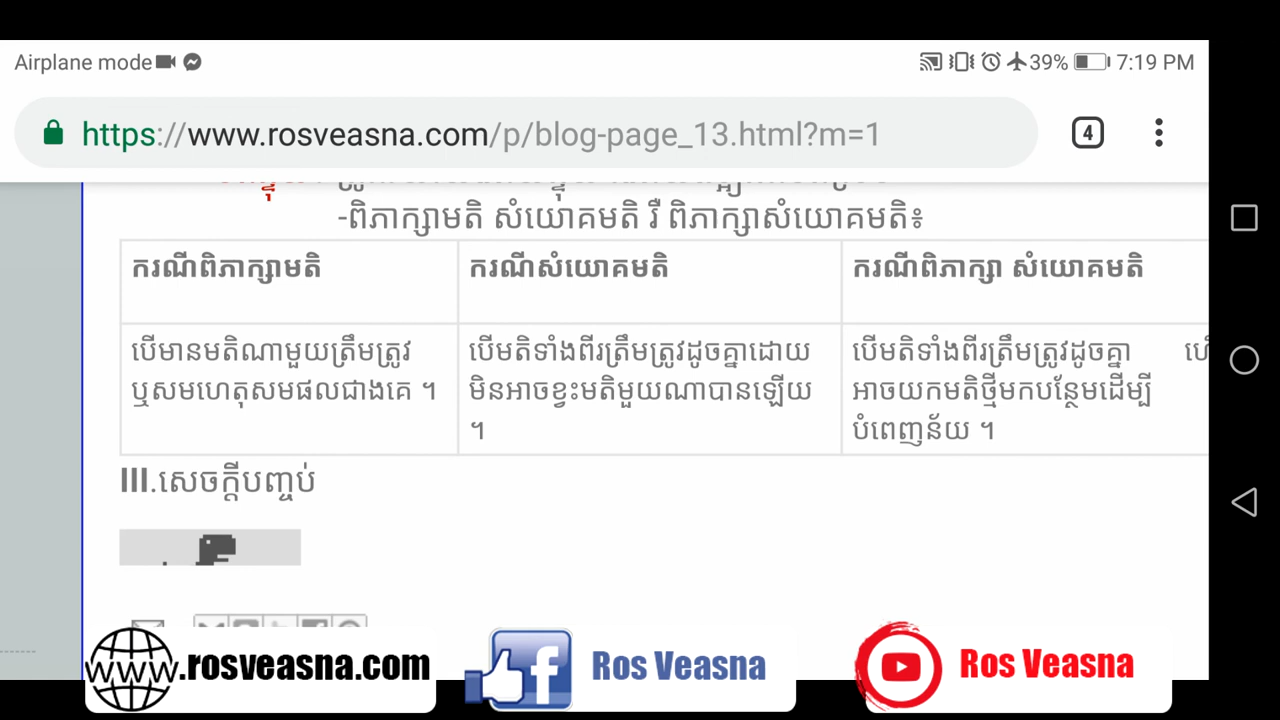 Airplane mode 39% 7:19 PM
https://www.rosveasna.com/p/blog-page_13.html?m=1 4
-ពិភាក្សាមតិ សំយោគមតិ រឺ ពិភាក្សាសំយោគមតិ៖
ករណីពិភាក្សាមតិ ករណីសំយោគមតិ ករណីពិភាក្សា សំយោគមតិ
បើមានមតិណាមួយត្រឹមត្រូវ បើមតិទាំងពីរត្រឹមត្រូវដូចគ្នាដោយ បើមតិទាំងពីរត្រឹមត្រូវដូចគ្នា
ឬសមហេតុសមផលជាងគេ ។ មិនអាចខ្វះមតិមួយណាបានឡើយ អាចយកមតិថ្មីមកបន្ថែមដើម្បី
។ បំពេញន័យ ។
III.សេចក្តីបញ្ចប់
www.rosveasna.com Ros Veasna Ros Veasna